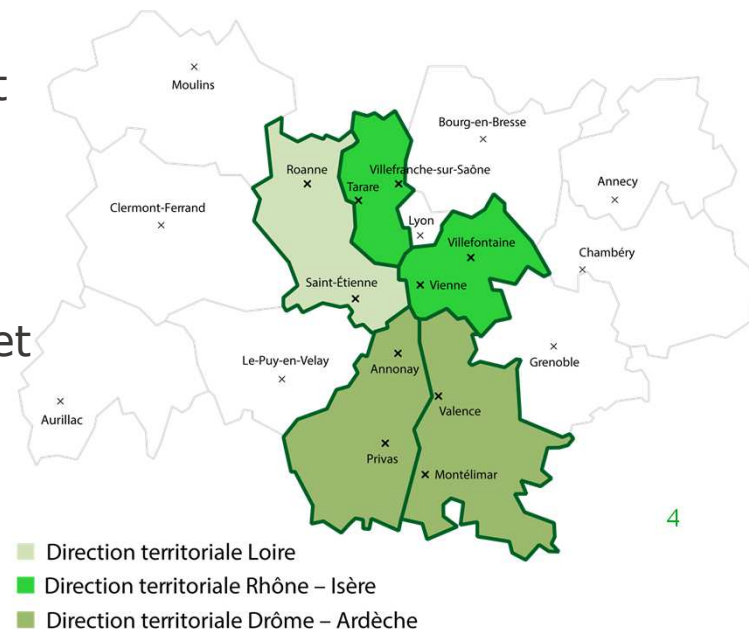 t
Moulins
Bourg-en-Bresse
Roanne
Villefranche-sur-Saône
Tarare
Annecy
Clermont-Ferrand
Lyon
Villefontaine
Chambéry
Saint-Étienne
Vienne
et
Le-Puy-en-Velay
Annonay
Grenoble
Aurillac
Valence
Privas
Montélimar
4
Direction territoriale Loire
Direction territoriale Rhône – Isère
Direction territoriale Drôme – Ardèche